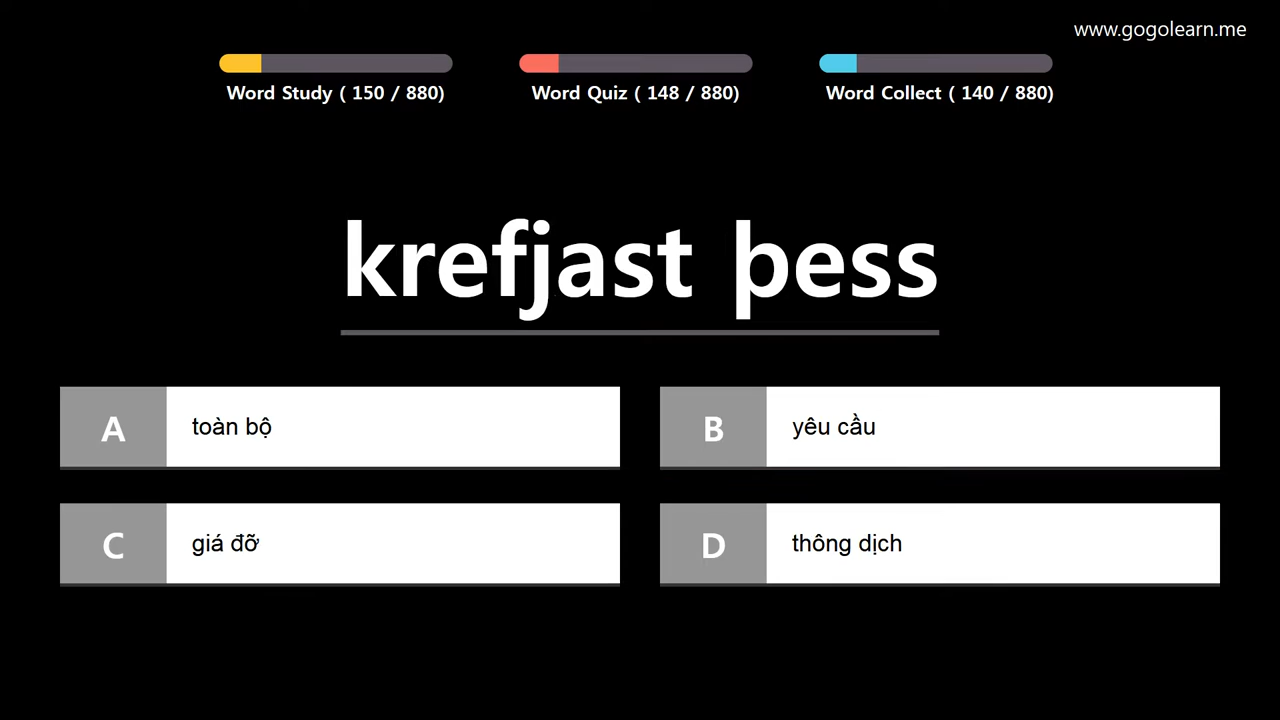 www.gogolearn.me
Word Study ( 150 / 880)
Word Quiz ( 148 / 880)
Word Collect ( 140 / 880)
krefjast þess
A toàn bộ
B yêu cầu
C giá đỡ
D thông dịch